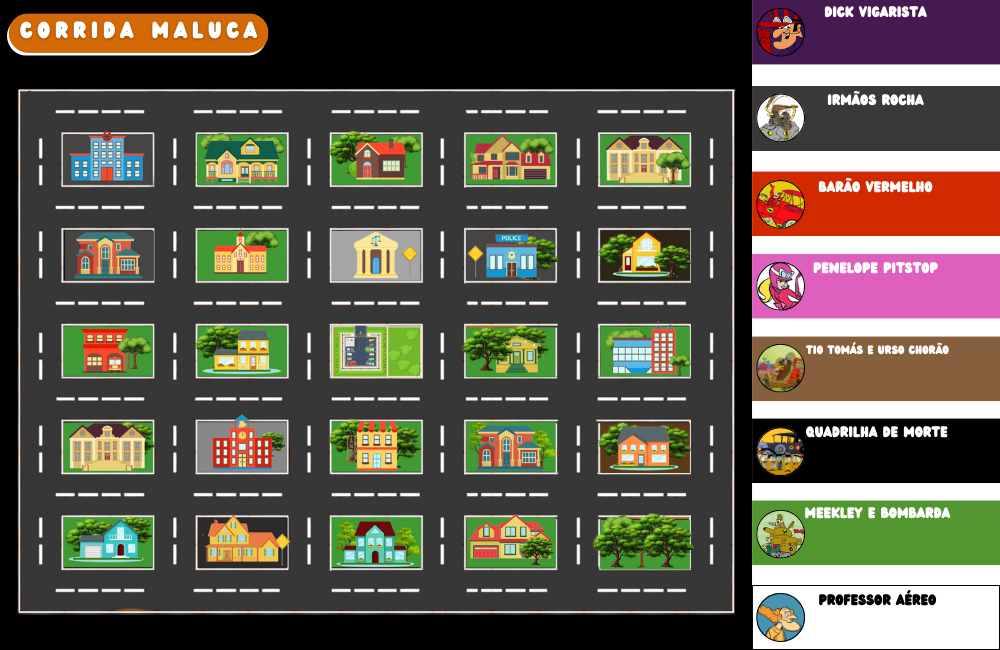 CORRIDA MALUCA
DICK VIGARISTA
IRMÃOS ROCHA
BARÃO VERMELHO
PENELOPE PITSTOP
TIO TOMÁS E URSO CHORÃO
QUADRILHA DE MORTE
MEEKLEY E BOMBARDA
PROFESSOR AÉREO
POLICE